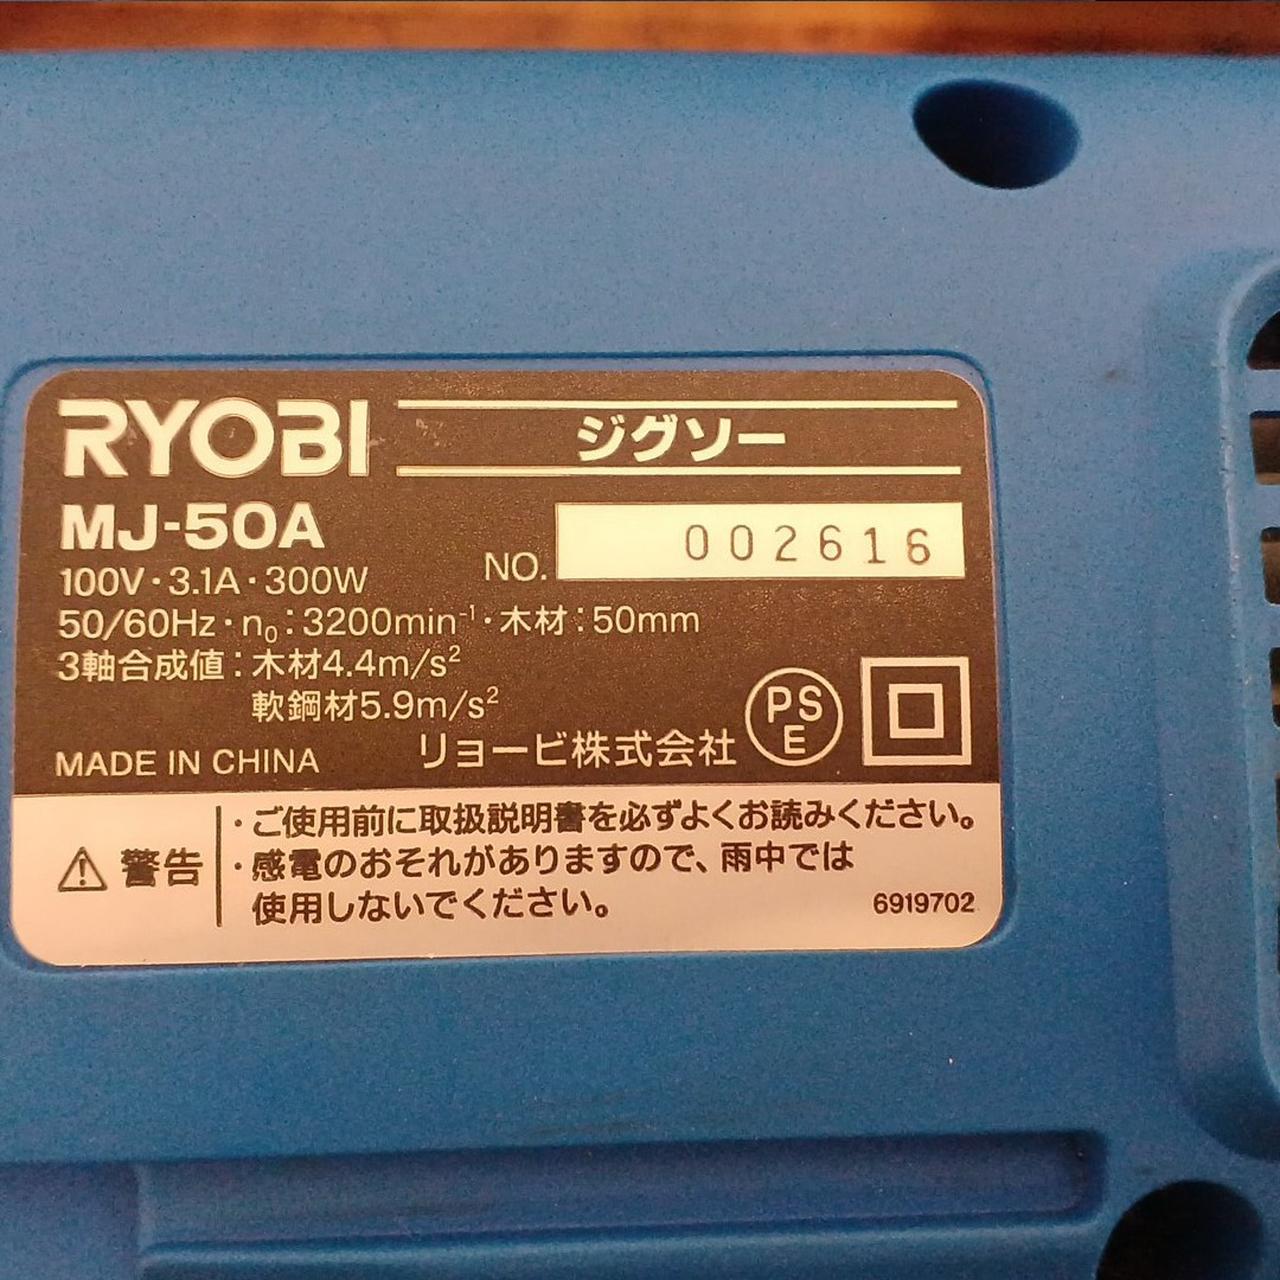 RYOBI ジグソー
MJ-50A
NO. 002616
100V・3.1A・300W
50/60Hz・n₀：3200min⁻¹・木材：50mm
3軸合成値：木材4.4m/s²
軟鋼材5.9m/s²
MADE IN CHINA リョービ株式会社
PS
E
⚠警告
・ご使用前に取扱説明書を必ずよくお読みください。
・感電のおそれがありますので、雨中では
使用しないでください。
6919702